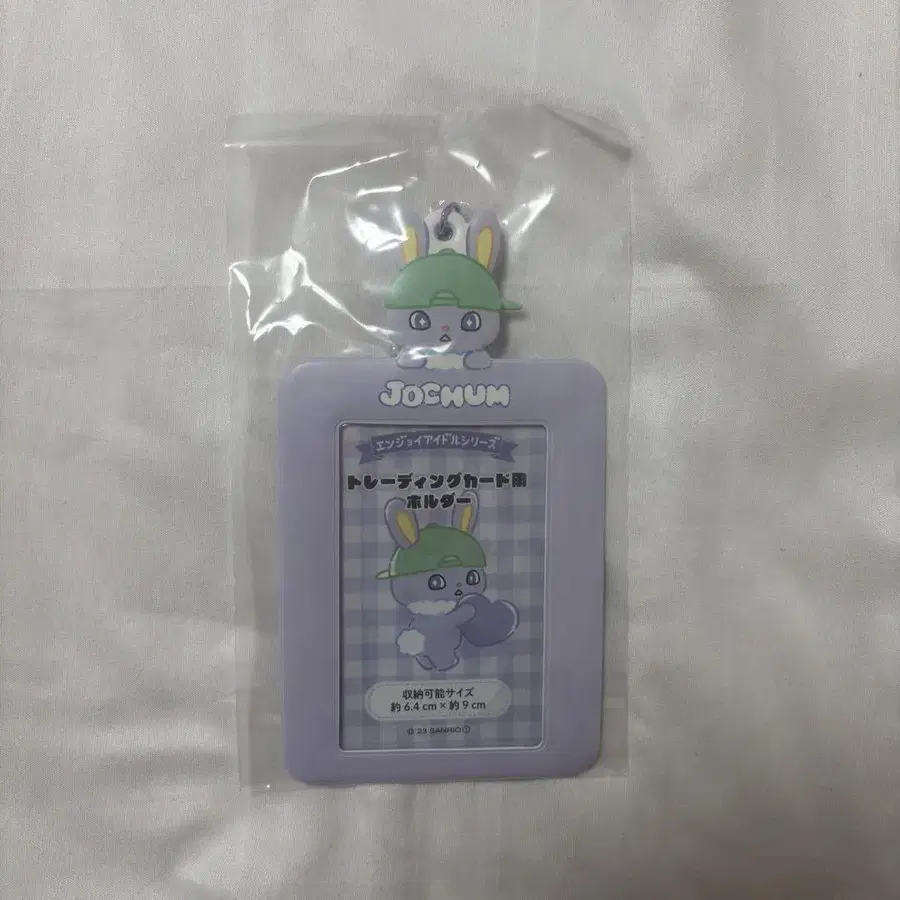 JOCHUM
エンジョイアイドルシリーズ
トレーディングカード用
ホルダー
収納可能サイズ
約 6.4 cm × 約 9 cm
© '23 SANRIO Ⓣ